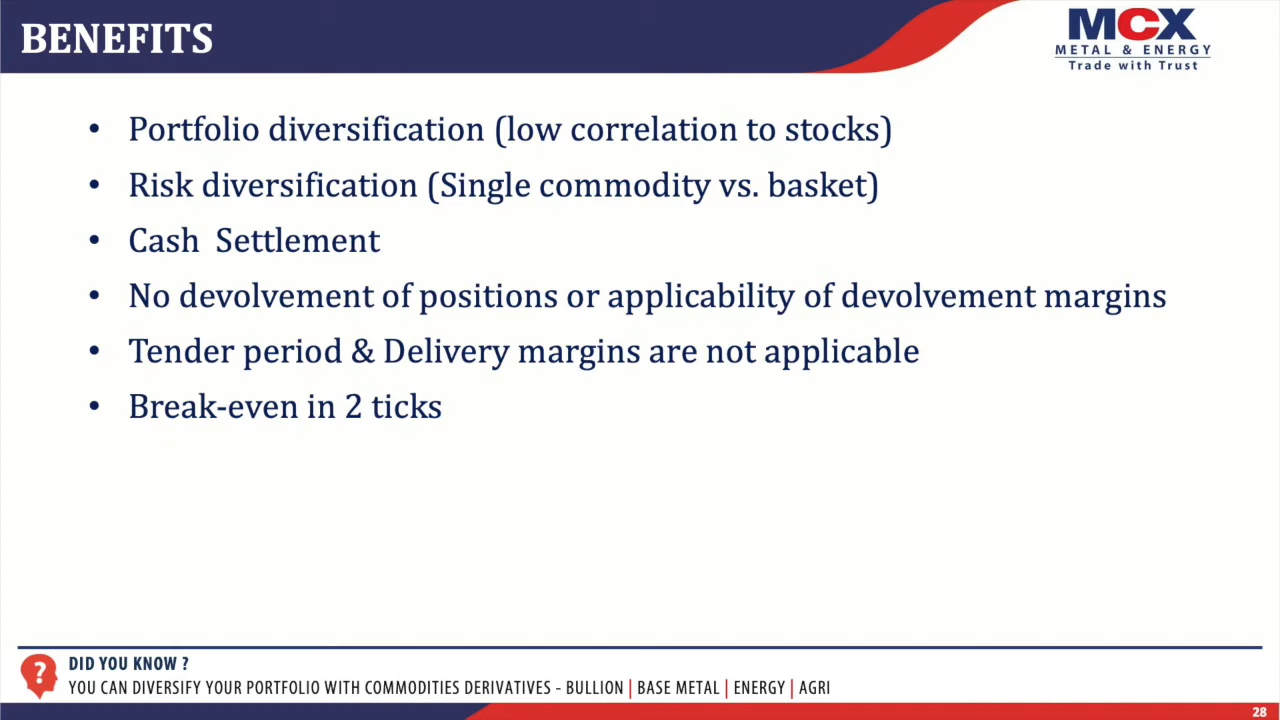 BENEFITS
MCX
METAL & ENERGY
Trade with Trust
• Portfolio diversification (low correlation to stocks)
• Risk diversification (Single commodity vs. basket)
• Cash Settlement
• No devolvement of positions or applicability of devolvement margins
• Tender period & Delivery margins are not applicable
• Break-even in 2 ticks
?
DID YOU KNOW ?
YOU CAN DIVERSIFY YOUR PORTFOLIO WITH COMMODITIES DERIVATIVES - BULLION | BASE METAL | ENERGY | AGRI
28